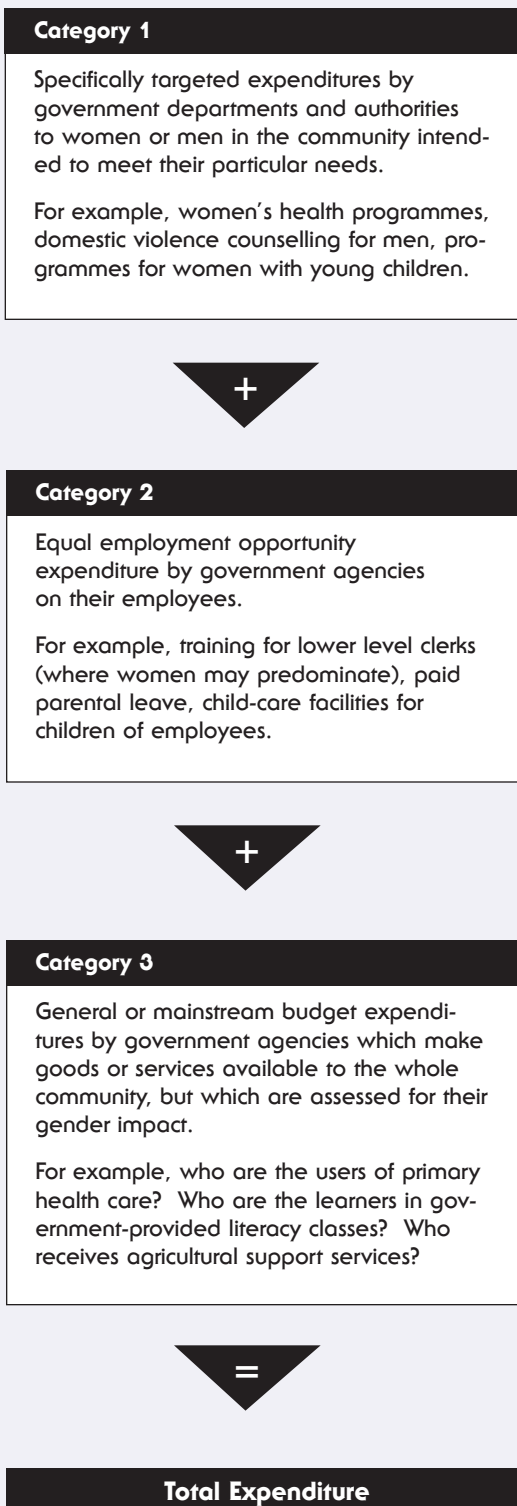 Category 1
Specifically targeted expenditures by
government departments and authorities
to women or men in the community intend-
ed to meet their particular needs.
For example, women's health programmes,
domestic violence counselling for men, pro-
grammes for women with young children.
+
Category 2
Equal employment opportunity
expenditure by government agencies
on their employees.
For example, training for lower level clerks
(where women may predominate), paid
parental leave, child-care facilities for
children of employees.
+
Category 3
General or mainstream budget expendi-
tures by government agencies which make
goods or services available to the whole
community, but which are assessed for their
gender impact.
For example, who are the users of primary
health care? Who are the learners in gov-
ernment-provided literacy classes? Who
receives agricultural support services?
=
Total Expenditure